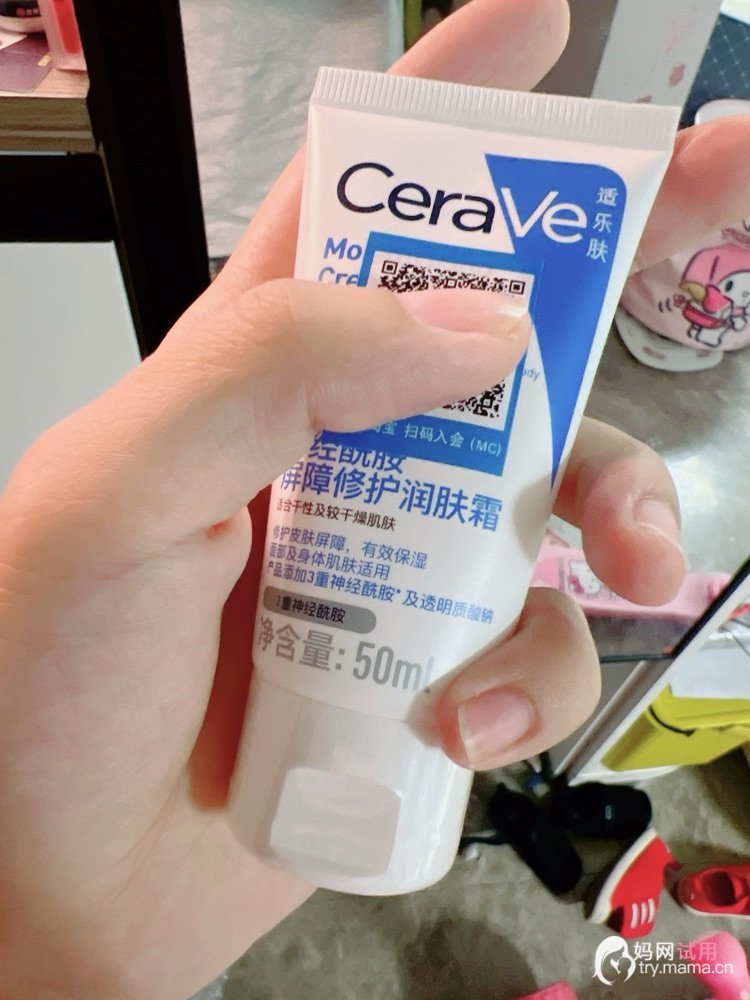 CeraVe
适乐肤
Mo
Cre
扫码入会 (MC)
经酰胺
屏障修护润肤霜
适合干性及较干燥肌肤
修护皮肤屏障，有效保湿
面部及身体肌肤适用
产品添加3重神经酰胺*及透明质酸钠
3重神经酰胺
净含量: 50ml
妈网试用
try.mama.cn